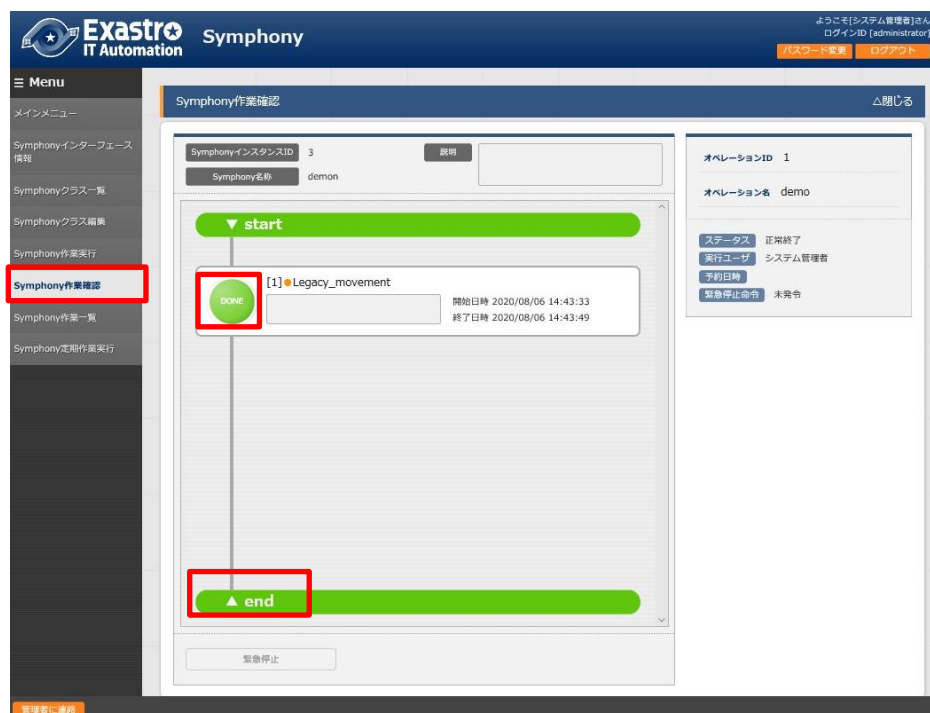 Exastro
IT Automation
Symphony
ようこそ[システム管理者]さん
ログインID [administrator]
パスワード変更
ログアウト
Menu
メインメニュー
Symphonyインターフェース
情報
Symphonyクラス一覧
Symphonyクラス編集
Symphony作業実行
Symphony作業確認
Symphony作業一覧
Symphony定期作業実行
Symphony作業確認
△閉じる
SymphonyインスタンスID 3
説明
Symphony名称 demon
▼ start
DONE
[1]●Legacy_movement
開始日時 2020/08/06 14:43:33
終了日時 2020/08/06 14:43:49
▲ end
緊急停止
オペレーションID 1
オペレーション名 demo
ステータス 正常終了
実行ユーザ システム管理者
予約日時
緊急停止命令 未発令
管理者に連絡